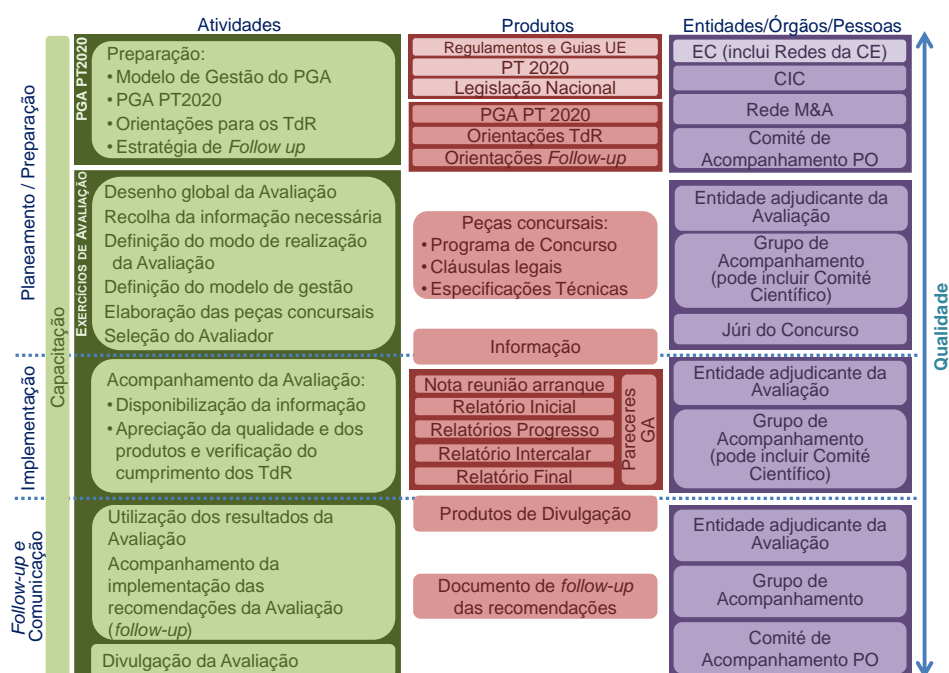 Atividades
Produtos
Entidades/Órgãos/Pessoas
Planeamento / Preparação
Capacitação
PGA PT2020
Preparação:
• Modelo de Gestão do PGA
• PGA PT2020
• Orientações para os TdR
• Estratégia de Follow up
Regulamentos e Guias UE
PT 2020
Legislação Nacional
PGA PT 2020
Orientações TdR
Orientações Follow-up
EC (inclui Redes da CE)
CIC
Rede M&A
Comité de
Acompanhamento PO
EXERCÍCIOS DE AVALIAÇÃO
Desenho global da Avaliação
Recolha da informação necessária
Definição do modo de realização
da Avaliação
Definição do modelo de gestão
Elaboração das peças concursais
Seleção do Avaliador
Peças concursais:
• Programa de Concurso
• Cláusulas legais
• Especificações Técnicas
Informação
Entidade adjudicante da
Avaliação
Grupo de
Acompanhamento
(pode incluir Comité
Científico)
Júri do Concurso
Qualidade
Implementação
Acompanhamento da Avaliação:
• Disponibilização da informação
• Apreciação da qualidade e dos
produtos e verificação do
cumprimento dos TdR
Nota reunião arranque
Relatório Inicial
Relatórios Progresso
Relatório Intercalar
Relatório Final
Pareceres
GA
Entidade adjudicante da
Avaliação
Grupo de
Acompanhamento
(pode incluir Comité
Científico)
Follow-up e
Comunicação
Utilização dos resultados da
Avaliação
Acompanhamento da
implementação das
recomendações da Avaliação
(follow-up)
Divulgação da Avaliação
Produtos de Divulgação
Documento de follow-up
das recomendações
Entidade adjudicante da
Avaliação
Grupo de
Acompanhamento
Comité de
Acompanhamento PO